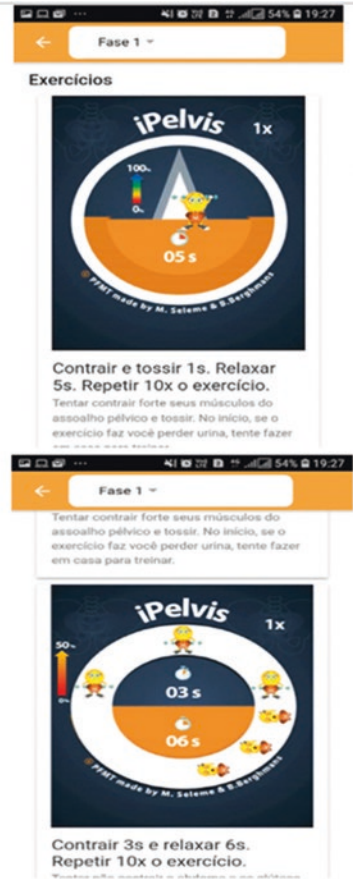 54% 19:27
Fase 1
Exercícios
iPelvis
1x
100%
0%
05 s
PFMT made by M. Seleme & B.Berghmans
Contrair e tossir 1s. Relaxar
5s. Repetir 10x o exercício.
Tentar contrair forte seus músculos do
assoalho pélvico e tossir. No início, se o
exercício faz você perder urina, tente fazer
em casa para treinar.
54% 19:27
Fase 1
Tentar contrair forte seus músculos do
assoalho pélvico e tossir. No início, se o
exercício faz você perder urina, tente fazer
em casa para treinar.
iPelvis
1x
50%
0%
03 s
06 s
PFMT made by M. Seleme & B.Berghmans
Contrair 3s e relaxar 6s.
Repetir 10x o exercício.